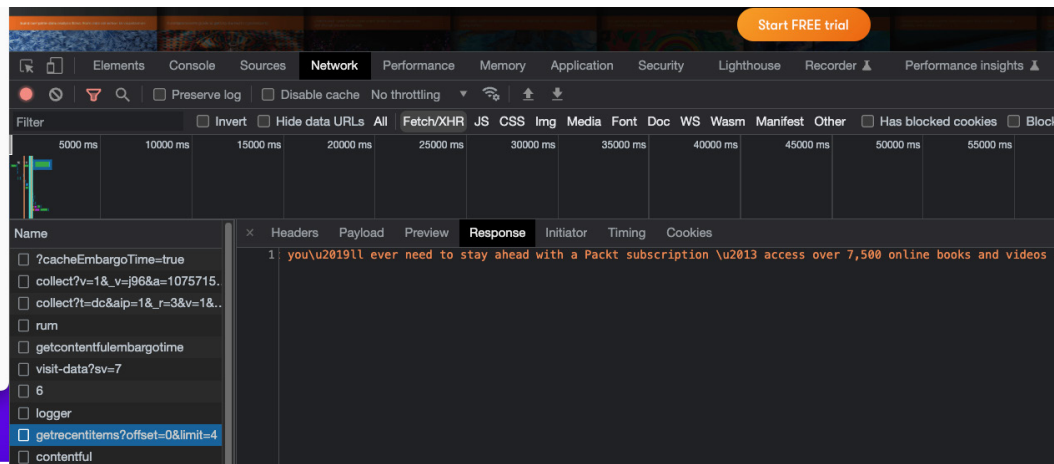 Start FREE trial
Elements Console Sources Network Performance Memory Application Security Lighthouse Recorder Performance insights
Preserve log Disable cache No throttling
Filter Invert Hide data URLs All Fetch/XHR JS CSS Img Media Font Doc WS Wasm Manifest Other Has blocked cookies Block
5000 ms 10000 ms 15000 ms 20000 ms 25000 ms 30000 ms 35000 ms 40000 ms 45000 ms 50000 ms 55000 ms
Name × Headers Payload Preview Response Initiator Timing Cookies
1 you\u2019ll ever need to stay ahead with a Packt subscription \u2013 access over 7,500 online books and videos
?cacheEmbargoTime=true
collect?v=1&_v=j96&a=1075715.
collect?t=dc&aip=1&_r=3&v=1&..
rum
getcontentfulembargotime
visit-data?sv=7
6
logger
getrecentitems?offset=0&limit=4
contentful